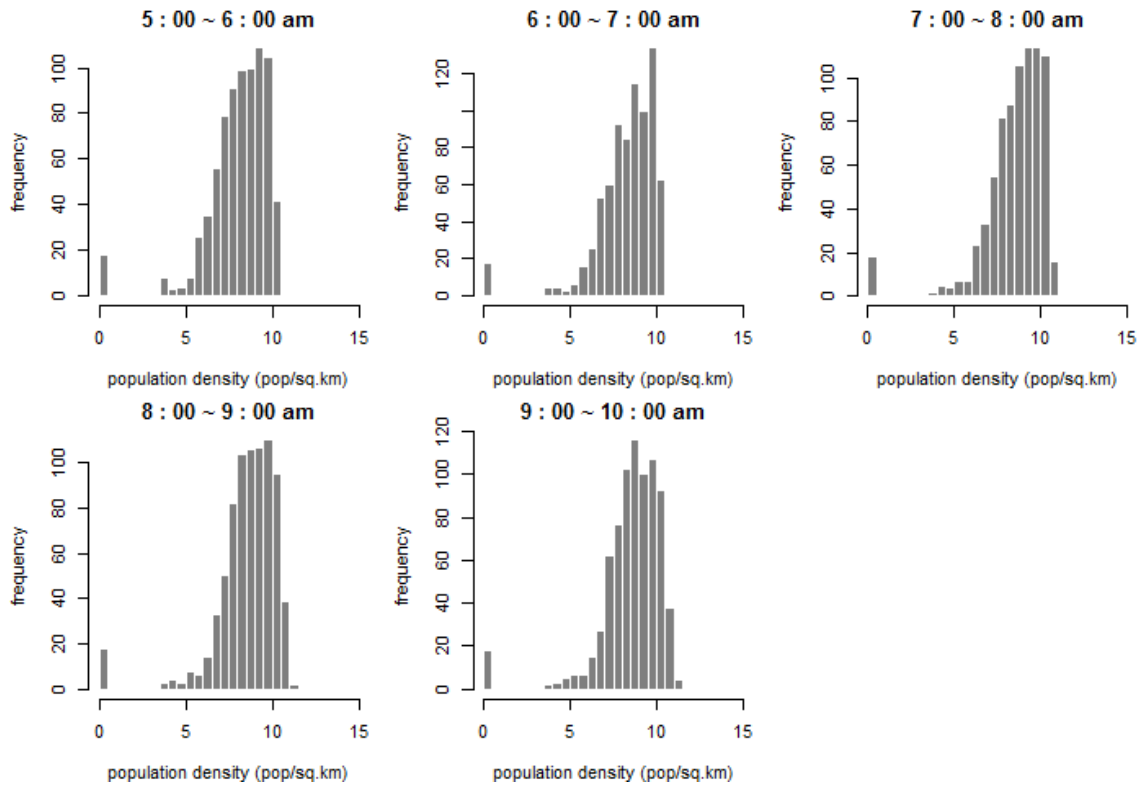 5 : 00 ~ 6 : 00 am
frequency
0 20 40 60 80 100
0 5 10 15
population density (pop/sq.km)
6 : 00 ~ 7 : 00 am
frequency
0 20 40 60 80 120
0 5 10 15
population density (pop/sq.km)
7 : 00 ~ 8 : 00 am
frequency
0 20 40 60 80 100
0 5 10 15
population density (pop/sq.km)
8 : 00 ~ 9 : 00 am
frequency
0 20 40 60 80 100
0 5 10 15
population density (pop/sq.km)
9 : 00 ~ 10 : 00 am
frequency
0 20 40 60 80 100 120
0 5 10 15
population density (pop/sq.km)